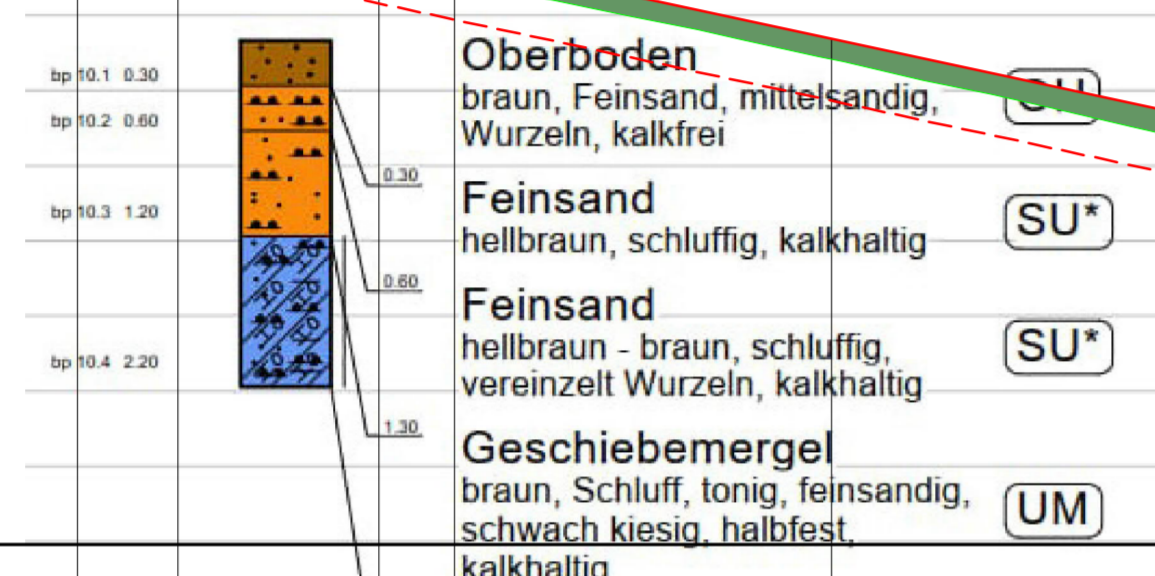 Oberboden
bp 10.1 0.30
braun, Feinsand, mittelsandig,
bp 10.2 0.60
Wurzeln, kalkfrei
0.30
Feinsand
SU*
bp 10.3 1.20
hellbraun, schluffig, kalkhaltig
0.60
Feinsand
hellbraun - braun, schluffig,
SU*
bp 10.4 2.20
vereinzelt Wurzeln, kalkhaltig
1.30
Geschiebemergel
braun, Schluff, tonig, feinsandig,
UM
schwach kiesig, halbfest,
kalkhaltig